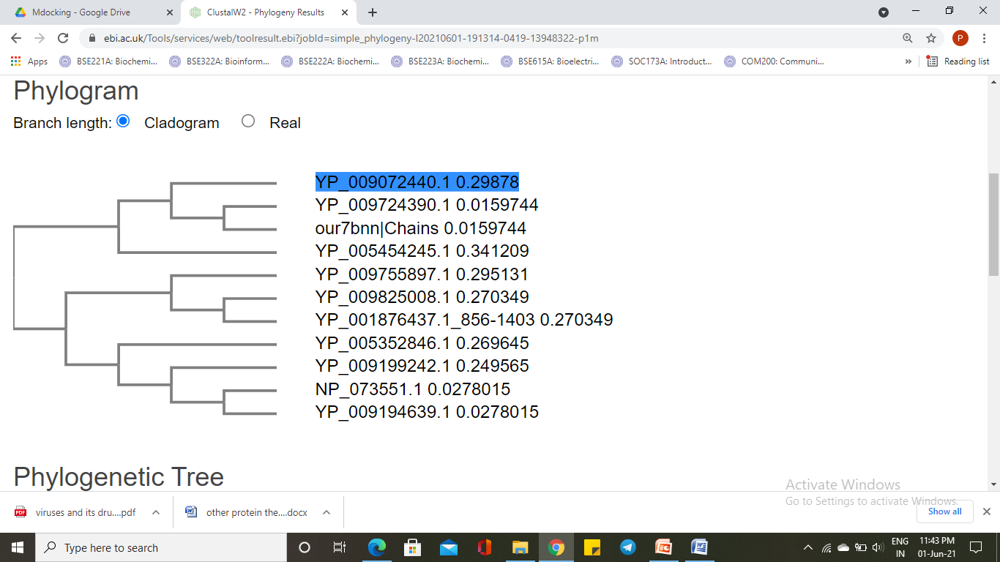 Mdocking - Google Drive
ClustalW2 - Phylogeny Results
ebi.ac.uk/Tools/services/web/toolresult.ebi?jobId=simple_phylogeny-I20210601-191314-0419-13948322-p1m
P
Apps
BSE221A: Biochemi...
BSE322A: Bioinform...
BSE222A: Biochemi...
BSE223A: Biochemi...
BSE615A: Bioelectri...
SOC173A: Introduct...
COM200: Communi...
»
Reading list
Phylogram
Branch length: Cladogram Real
YP_009072440.1 0.29878
YP_009724390.1 0.0159744
our7bnn|Chains 0.0159744
YP_005454245.1 0.341209
YP_009755897.1 0.295131
YP_009825008.1 0.270349
YP_001876437.1_856-1403 0.270349
YP_005352846.1 0.269645
YP_009199242.1 0.249565
NP_073551.1 0.0278015
YP_009194639.1 0.0278015
Phylogenetic Tree
Activate Windows
Go to Settings to activate Windows.
PDF
viruses and its dru....pdf
other protein the....docx
Show all
Type here to search
ENG
IN
11:43 PM
01-Jun-21